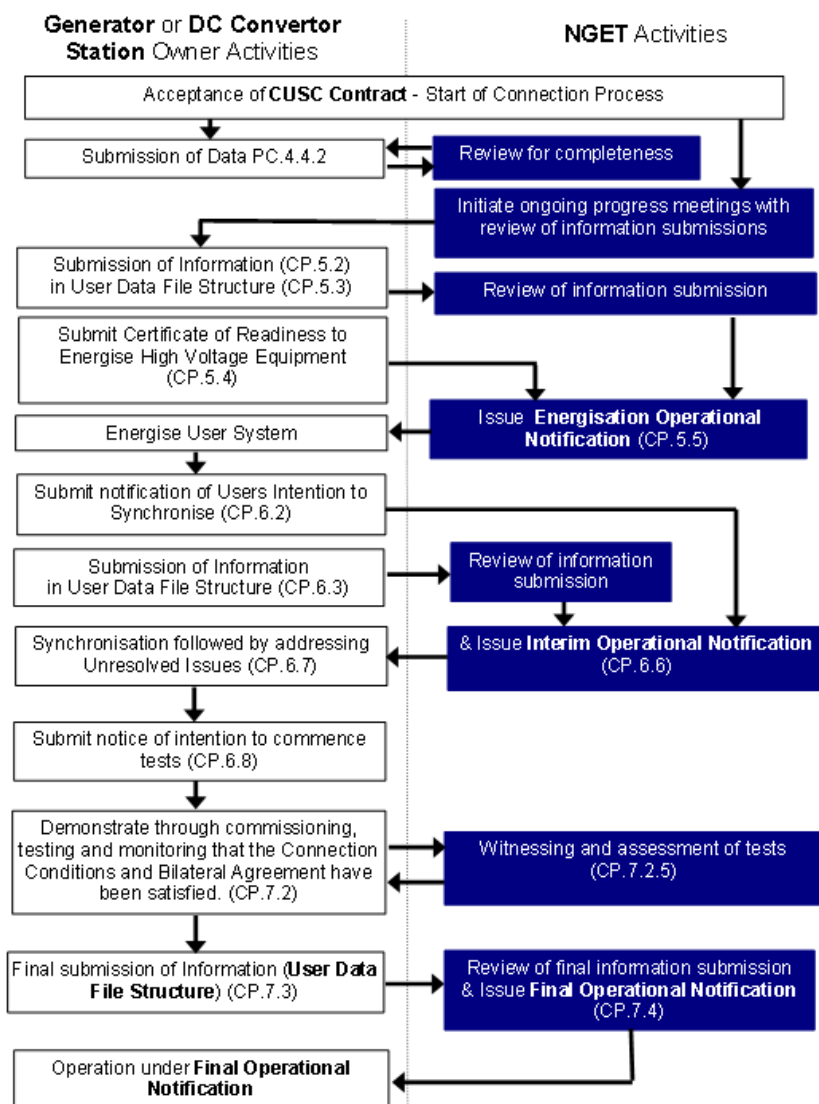 Generator or DC Convertor
Station Owner Activities
NGET Activities
Acceptance of CUSC Contract - Start of Connection Process
Submission of Data PC.4.4.2
Review for completeness
Initiate ongoing progress meetings with
review of information submissions
Submission of Information (CP.5.2)
in User Data File Structure (CP.5.3)
Review of information submission
Submit Certificate of Readiness to
Energise High Voltage Equipment
(CP.5.4)
Issue Energisation Operational
Notification (CP.5.5)
Energise User System
Submit notification of Users Intention to
Synchronise (CP.6.2)
Submission of Information
in User Data File Structure (CP.6.3)
Review of information
submission
Synchronisation followed by addressing
Unresolved Issues (CP.6.7)
& Issue Interim Operational Notification
(CP.6.6)
Submit notice of intention to commence
tests (CP.6.8)
Demonstrate through commissioning,
testing and monitoring that the Connection
Conditions and Bilateral Agreement have
been satisfied. (CP.7.2)
Witnessing and assessment of tests
(CP.7.2.5)
Final submission of Information (User Data
File Structure) (CP.7.3)
Review of final information submission
& Issue Final Operational Notification
(CP.7.4)
Operation under Final Operational
Notification